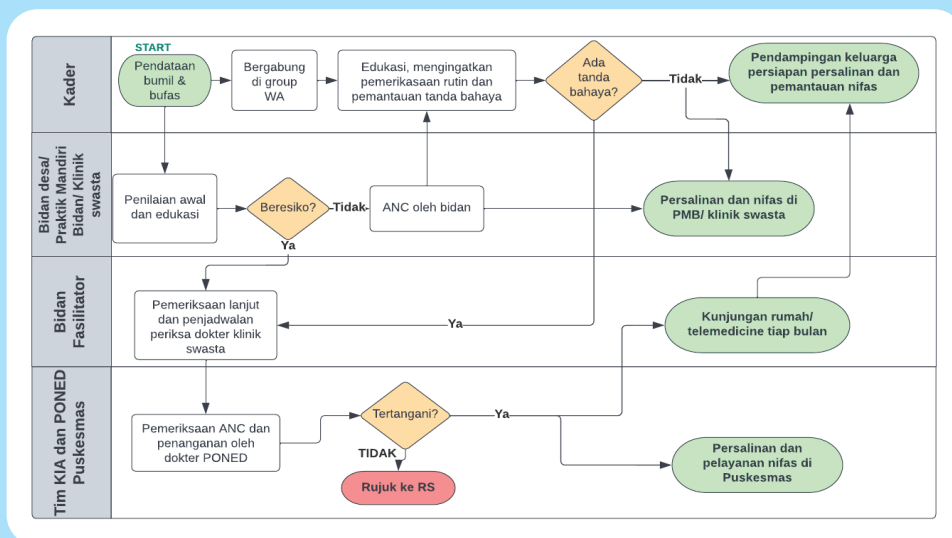 START
Kader
Pendataan
bumil &
bufas
Bergabung
di group
WA
Edukasi, mengingatkan
pemerikasaan rutin dan
pemantauan tanda bahaya
Ada
tanda
bahaya?
Tidak
Pendampingan keluarga
persiapan persalinan dan
pemantauan nifas
Bidan desa/
Praktik Mandiri
Bidan/ Klinik
swasta
Penilaian awal
dan edukasi
Beresiko?
Tidak
ANC oleh bidan
Persalinan dan nifas di
PMB/ klinik swasta
Ya
Bidan
Fasilitator
Pemeriksaan lanjut
dan penjadwalan
periksa dokter klinik
swasta
Ya
Kunjungan rumah/
telemedicine tiap bulan
Tim KIA dan PONED
Puskesmas
Pemeriksaan ANC dan
penanganan oleh
dokter PONED
Tertangani?
Ya
TIDAK
Rujuk ke RS
Persalinan dan
pelayanan nifas di
Puskesmas